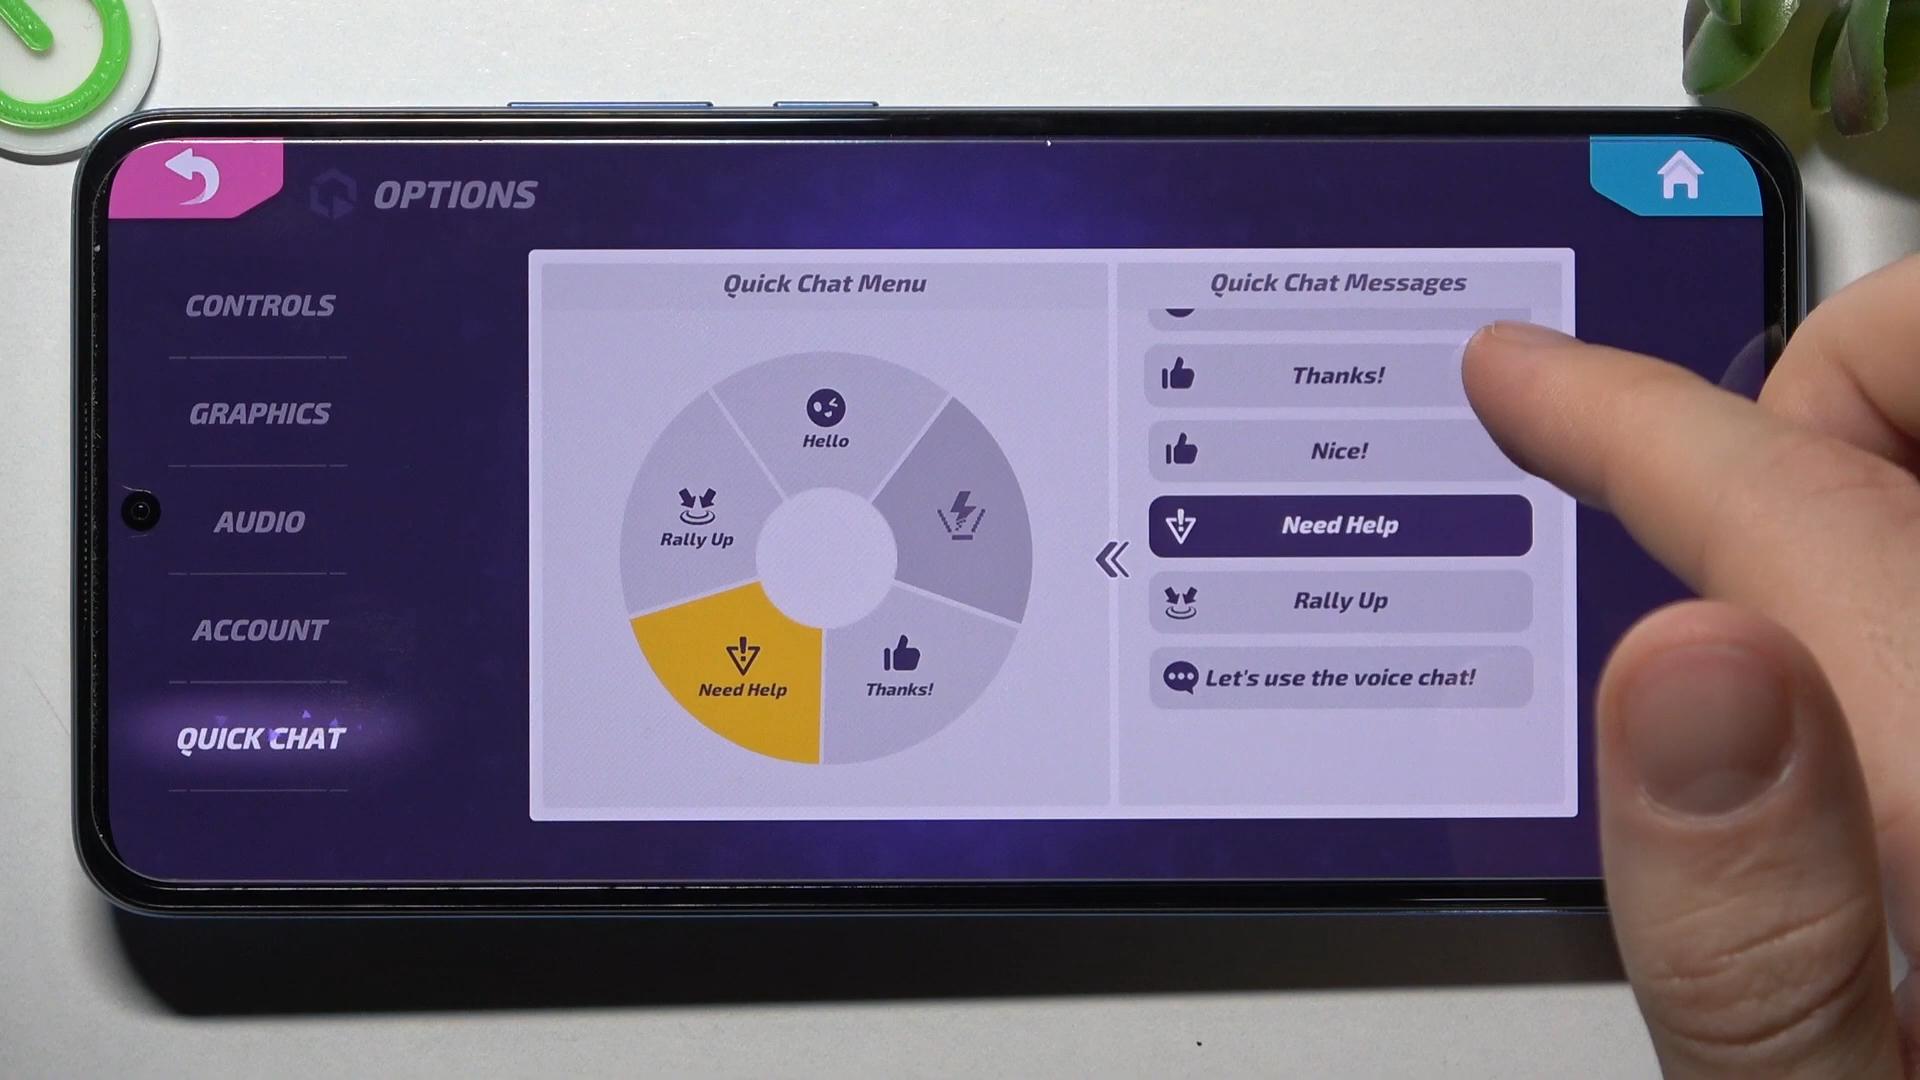 OPTIONS
CONTROLS
GRAPHICS
AUDIO
ACCOUNT
QUICK CHAT
Quick Chat Menu
Hello
Rally Up
Need Help
Thanks!
Quick Chat Messages
Thanks!
Nice!
Need Help
Rally Up
Let's use the voice chat!